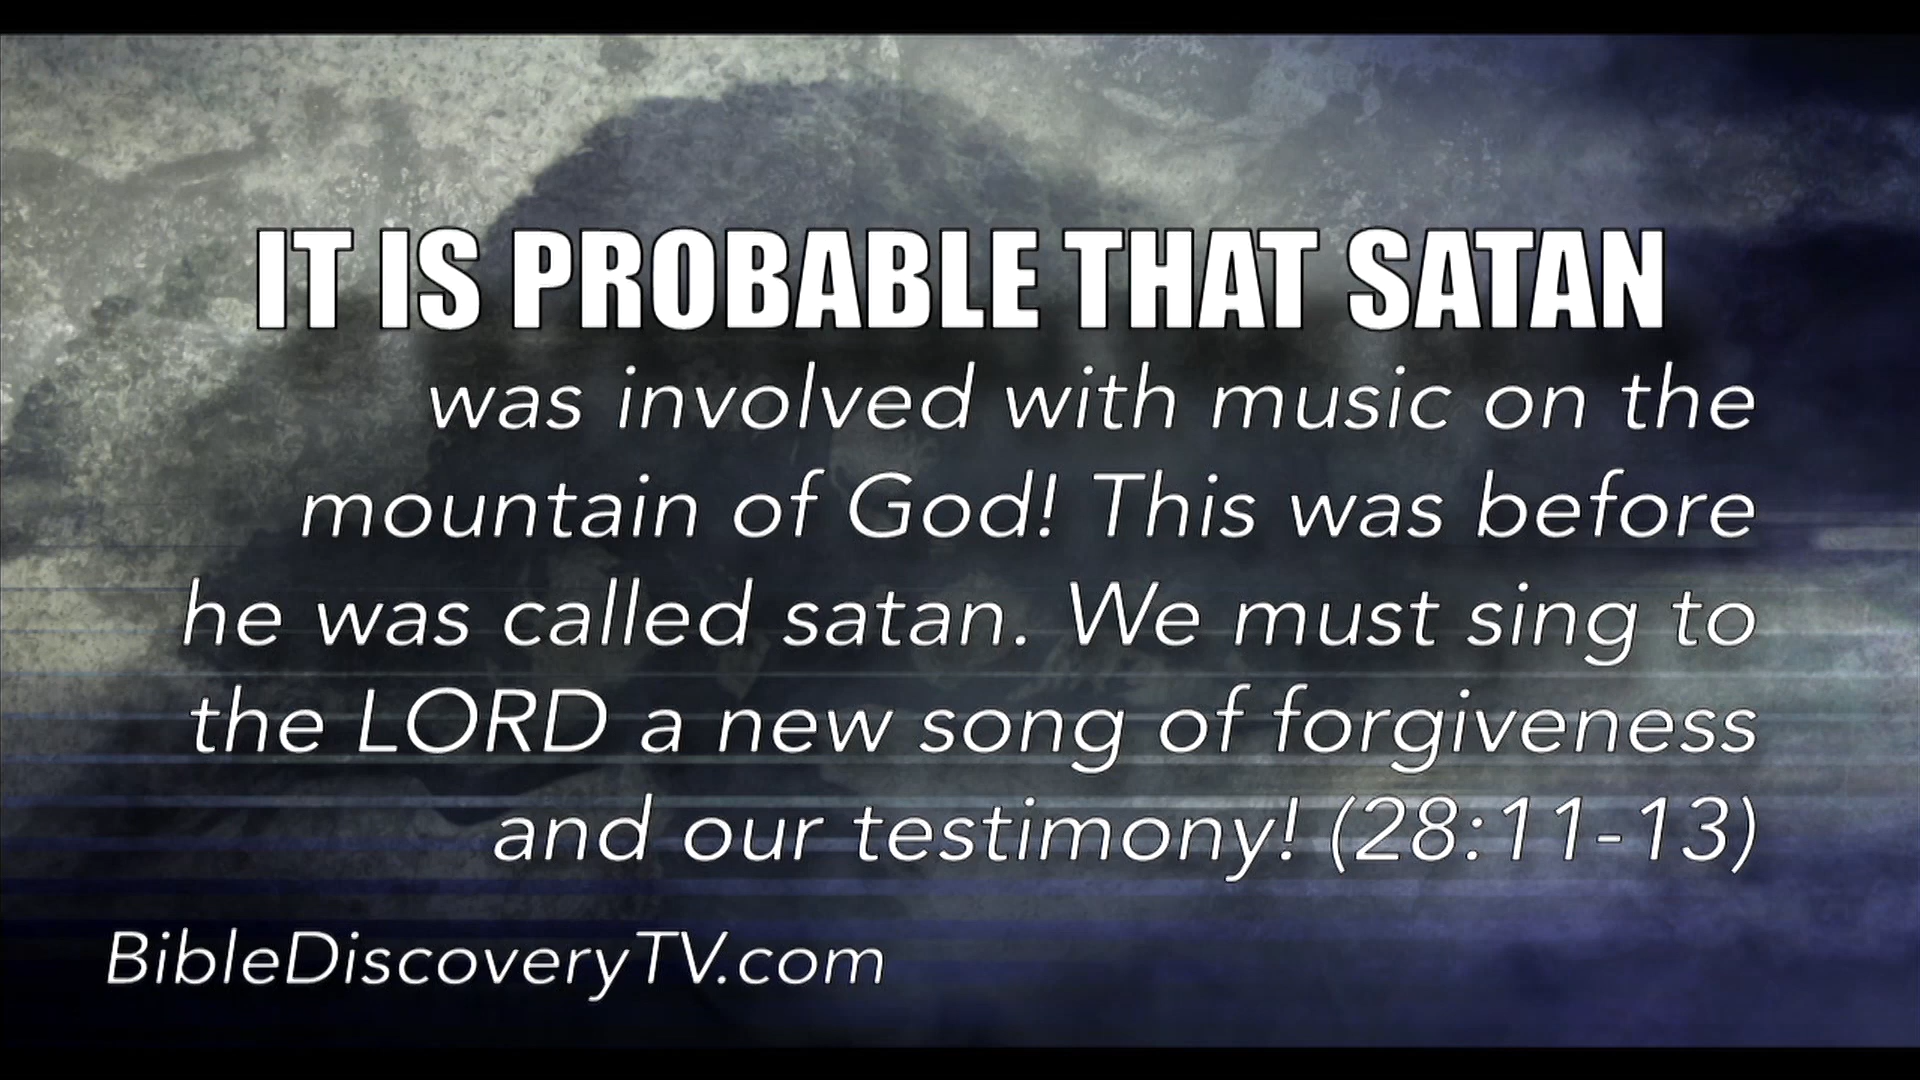 IT IS PROBABLE THAT SATAN
was involved with music on the
mountain of God! This was before
he was called satan. We must sing to
the LORD a new song of forgiveness
and our testimony! (28:11-13)
BibleDiscoveryTV.com